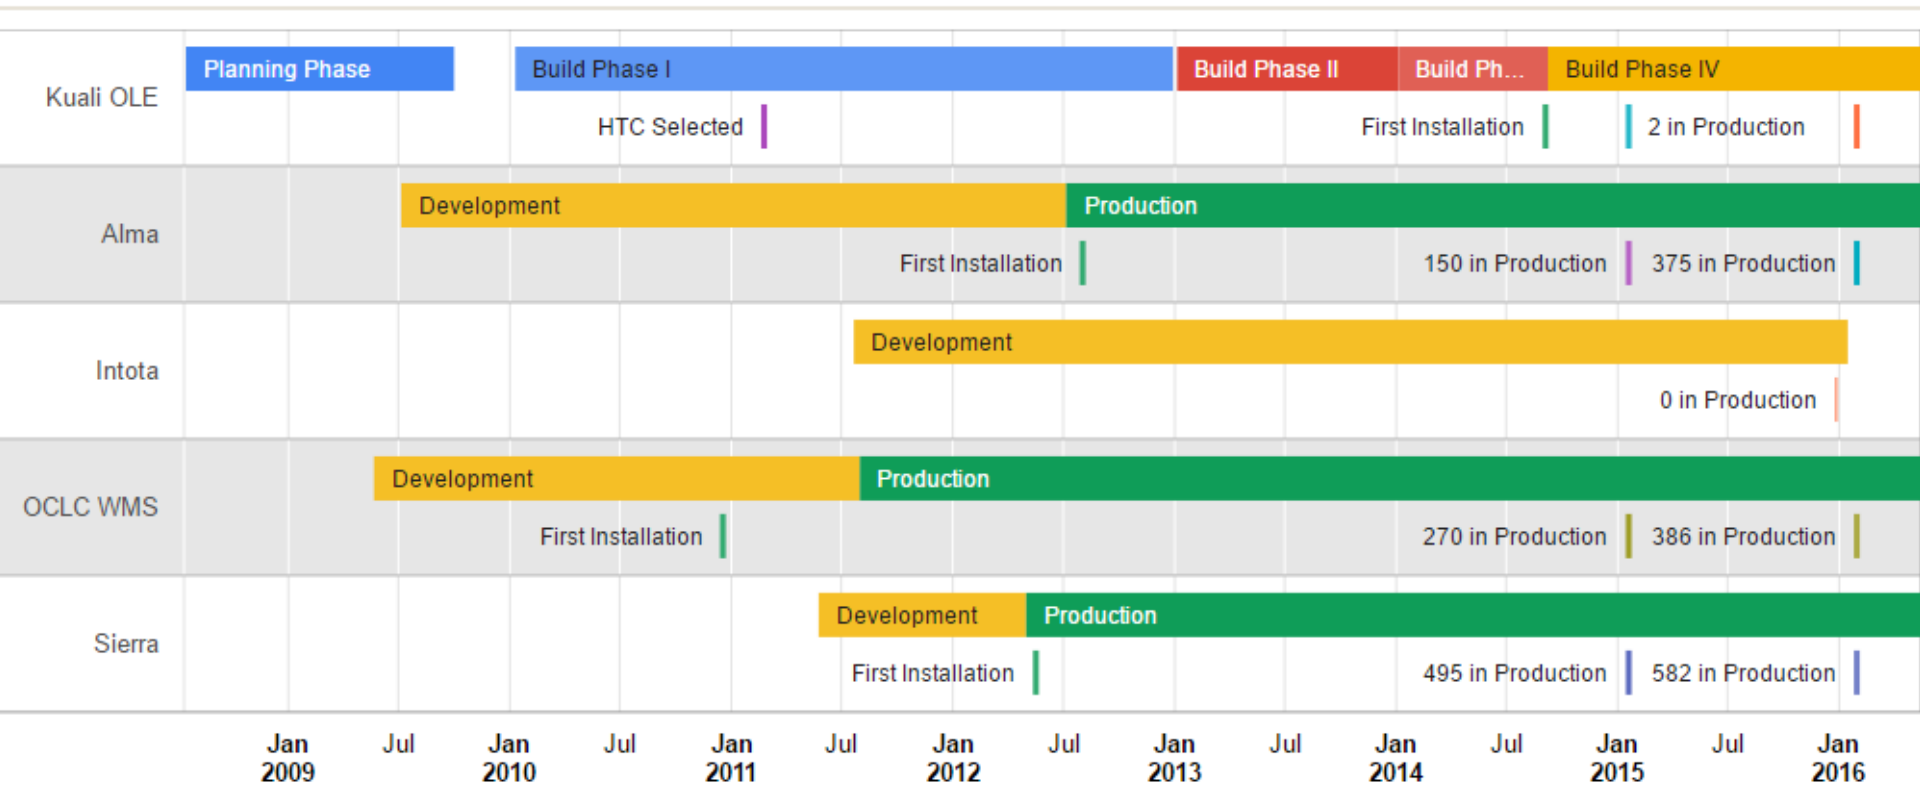 Planning Phase
Build Phase I
Build Phase II
Build Ph...
Build Phase IV
Kuali OLE
HTC Selected
First Installation
2 in Production
Development
Production
Alma
First Installation
150 in Production
375 in Production
Development
Intota
0 in Production
Development
Production
OCLC WMS
First Installation
270 in Production
386 in Production
Development
Production
Sierra
First Installation
495 in Production
582 in Production
Jan Jul Jan Jul Jan Jul Jan Jul Jan Jul Jan Jul Jan Jul Jan
2009 2010 2011 2012 2013 2014 2015 2016